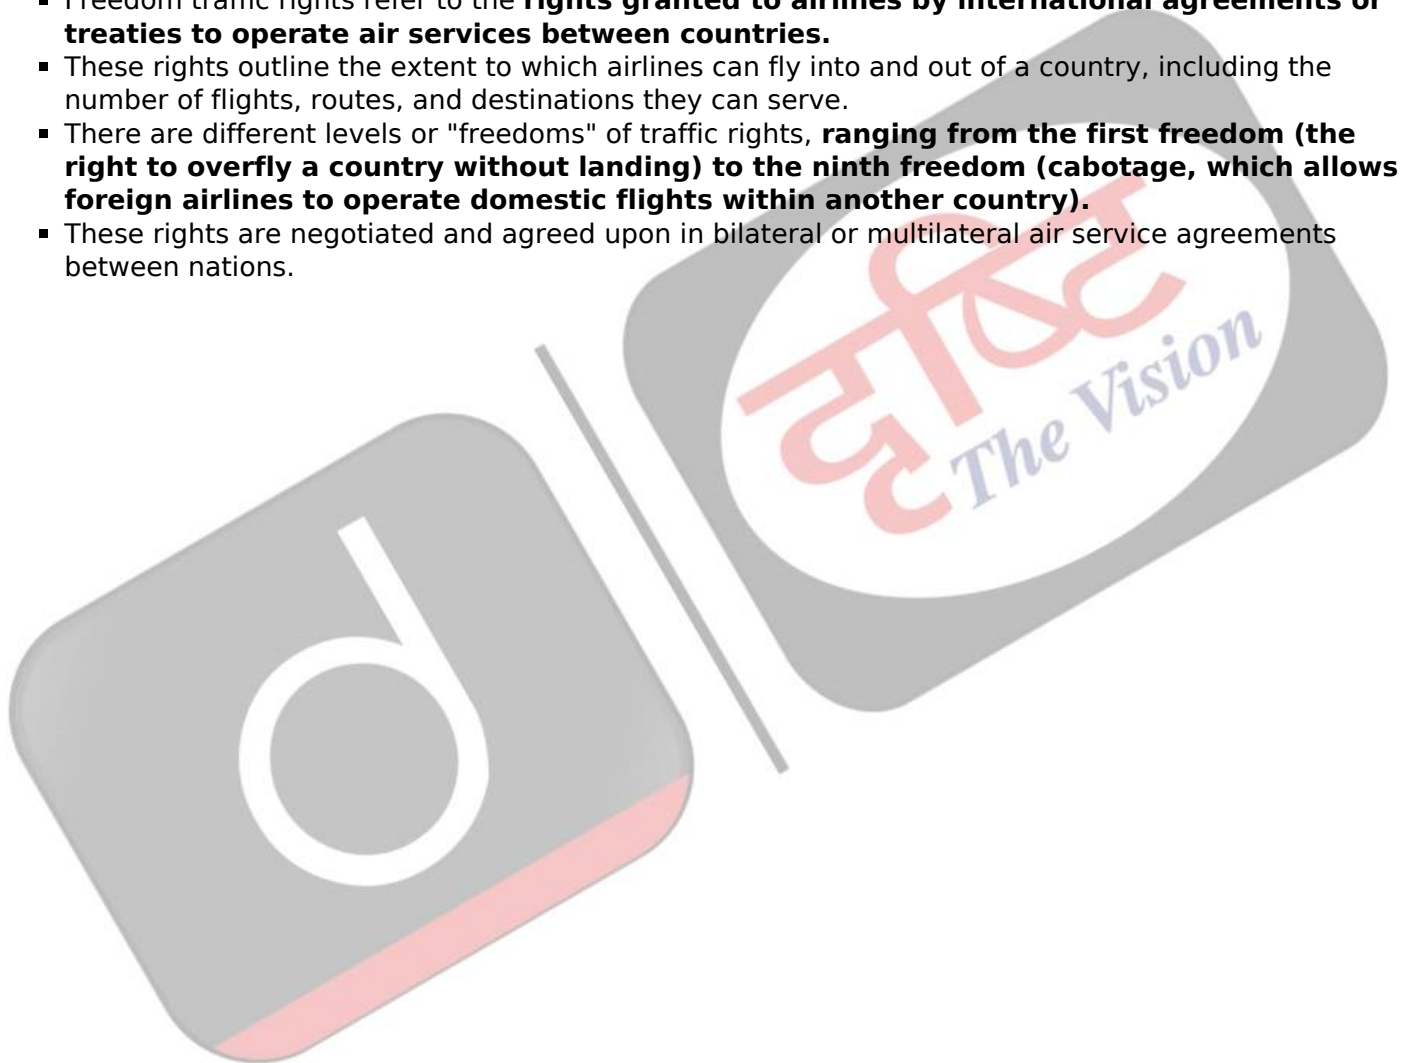 ▪ Freedom traffic rights refer to the rights granted to airlines by international agreements or
treaties to operate air services between countries.
▪ These rights outline the extent to which airlines can fly into and out of a country, including the
number of flights, routes, and destinations they can serve.
▪ There are different levels or "freedoms" of traffic rights, ranging from the first freedom (the
right to overfly a country without landing) to the ninth freedom (cabotage, which allows
foreign airlines to operate domestic flights within another country).
▪ These rights are negotiated and agreed upon in bilateral or multilateral air service agreements
between nations.
दृष्टि
The Vision
d